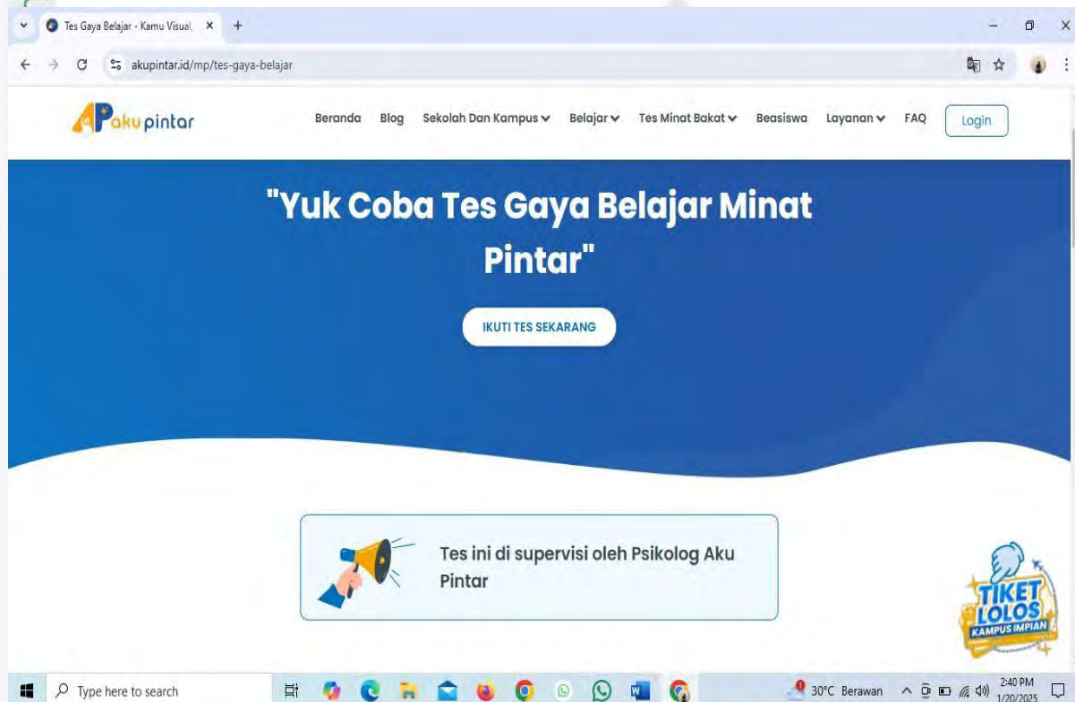 Tes Gaya Belajar - Kamu Visual,
akupintar.id/mp/tes-gaya-belajar
AP aku pintar
Beranda Blog Sekolah Dan Kampus Belajar Tes Minat Bakat Beasiswa Layanan FAQ Login
"Yuk Coba Tes Gaya Belajar Minat
Pintar"
IKUTI TES SEKARANG
Tes ini di supervisi oleh Psikolog Aku
Pintar
TIKET
LOLOS
KAMPUS IMPIAN
Type here to search
30°C Berawan
2:40 PM
1/20/2025